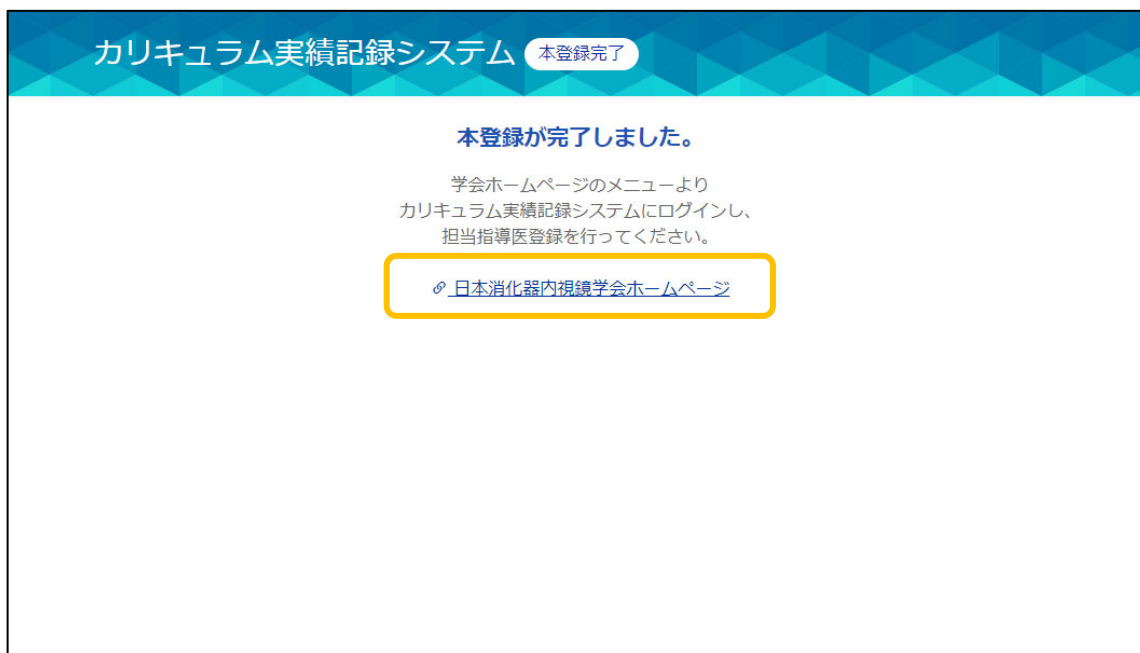 カリキュラム実績記録システム 本登録完了
本登録が完了しました。
学会ホームページのメニューより
カリキュラム実績記録システムにログインし、
担当指導医登録を行ってください。
日本消化器内視鏡学会ホームページ